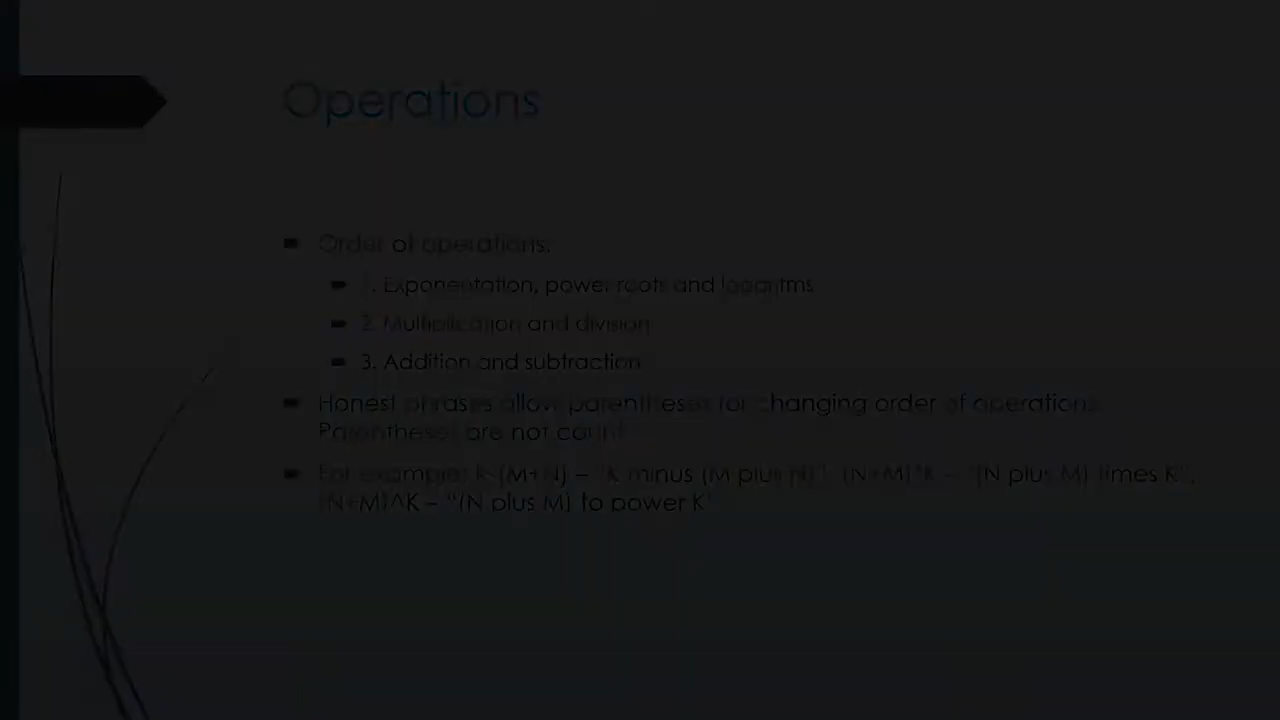 Operations
Order of operations:
1. Exponentation, power roots and logaritms
2. Multiplication and division
3. Addition and subtraction
Honest phrases allow parentheses for changing order of operations.
Parentheses are not count
For example: k-(M+N) – "K minus (M plus N)", (N+M)*K – "(N plus M) times K",
(N+M)^K – "(N plus M) to power K"